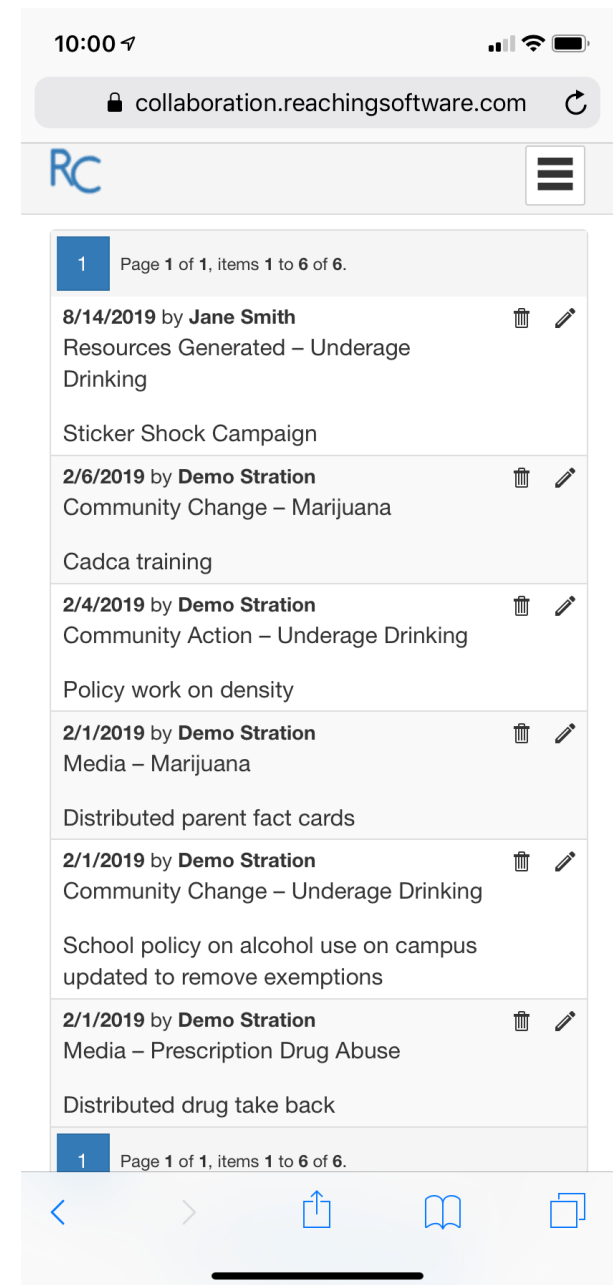 10:00
collaboration.reachingsoftware.com
RC
1 Page 1 of 1, items 1 to 6 of 6.
8/14/2019 by Jane Smith
Resources Generated – Underage
Drinking
Sticker Shock Campaign
2/6/2019 by Demo Stration
Community Change – Marijuana
Cadca training
2/4/2019 by Demo Stration
Community Action – Underage Drinking
Policy work on density
2/1/2019 by Demo Stration
Media – Marijuana
Distributed parent fact cards
2/1/2019 by Demo Stration
Community Change – Underage Drinking
School policy on alcohol use on campus
updated to remove exemptions
2/1/2019 by Demo Stration
Media – Prescription Drug Abuse
Distributed drug take back
1 Page 1 of 1, items 1 to 6 of 6.